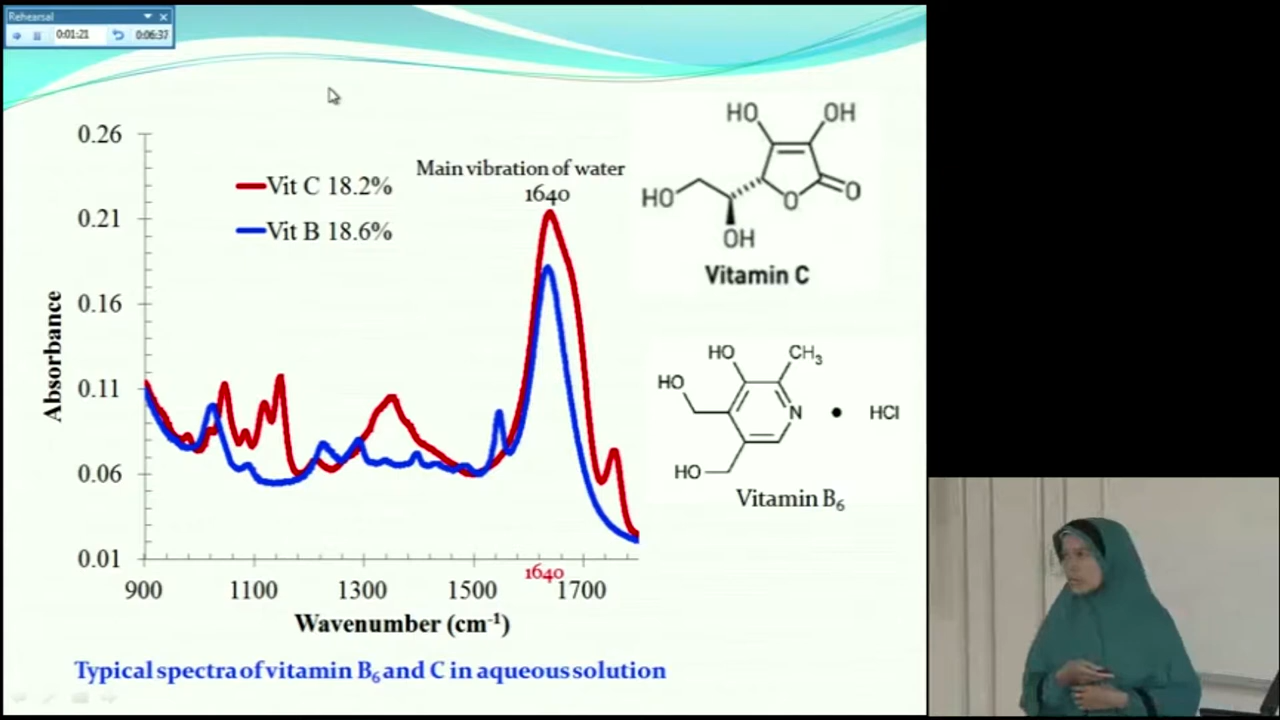 Rehearsal
0:01:21 0:06:37
0.26
0.21
0.16
0.11
0.06
0.01
Absorbance
Vit C 18.2%
Vit B 18.6%
Main vibration of water
1640
900 1100 1300 1500 1700
1640
Wavenumber (cm-1)
Typical spectra of vitamin B6 and C in aqueous solution
HO OH
HO O
O
OH
Vitamin C
HO CH3
HO
N • HCl
HO
Vitamin B6